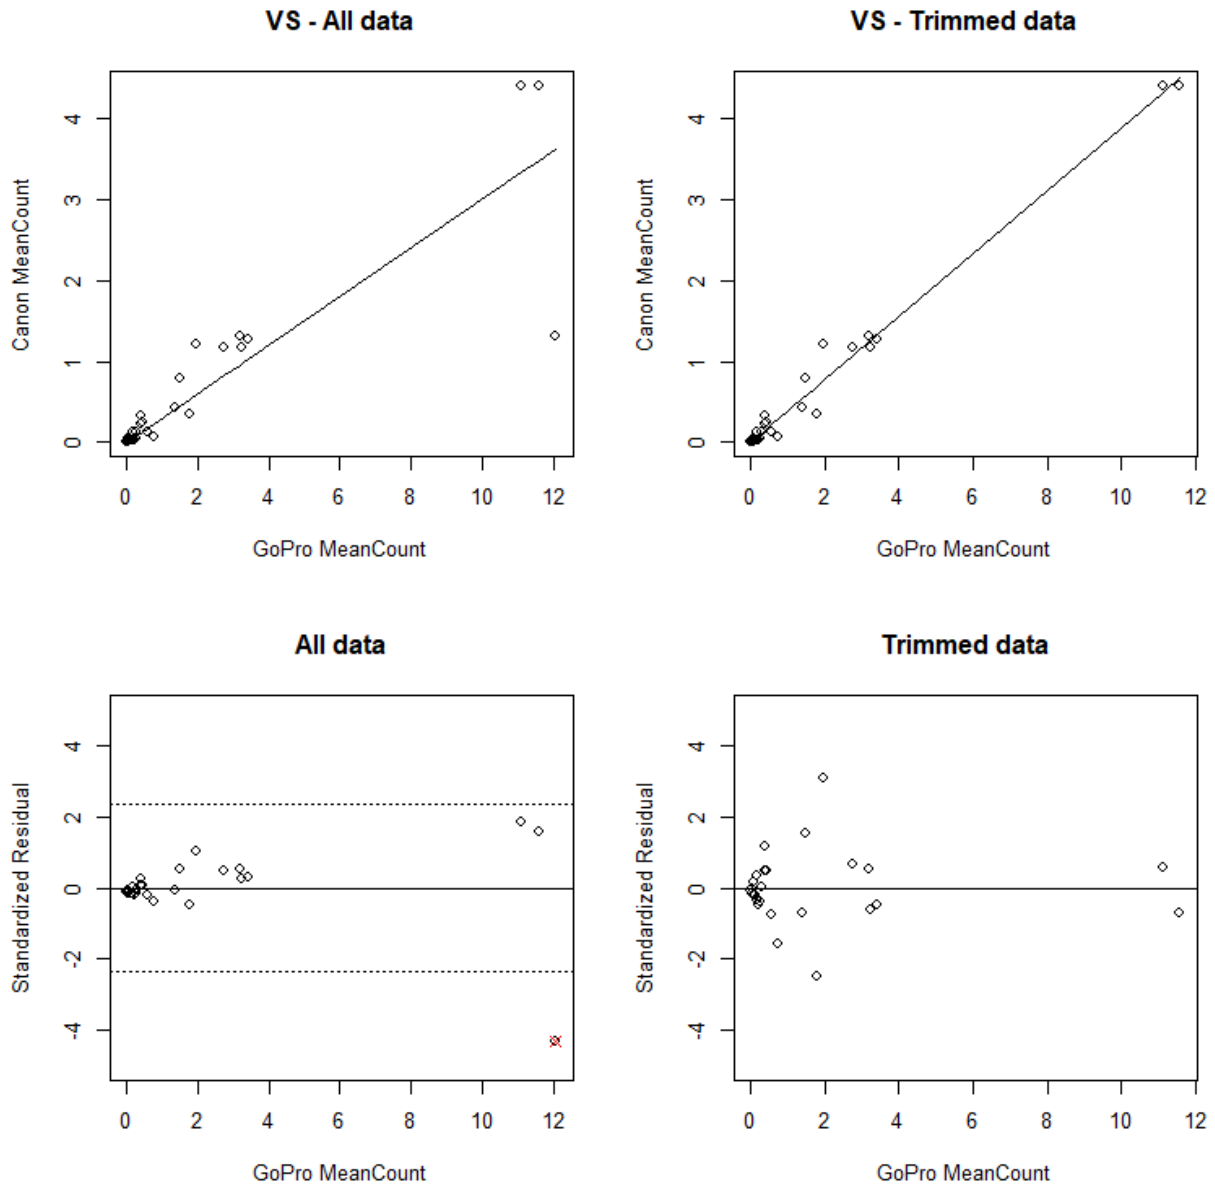 VS - All data
VS - Trimmed data
Canon MeanCount
4
3
2
1
0
0 2 4 6 8 10 12
GoPro MeanCount
Canon MeanCount
4
3
2
1
0
0 2 4 6 8 10 12
GoPro MeanCount
All data
Trimmed data
Standardized Residual
4
2
0
-2
-4
0 2 4 6 8 10 12
GoPro MeanCount
Standardized Residual
4
2
0
-2
-4
0 2 4 6 8 10 12
GoPro MeanCount